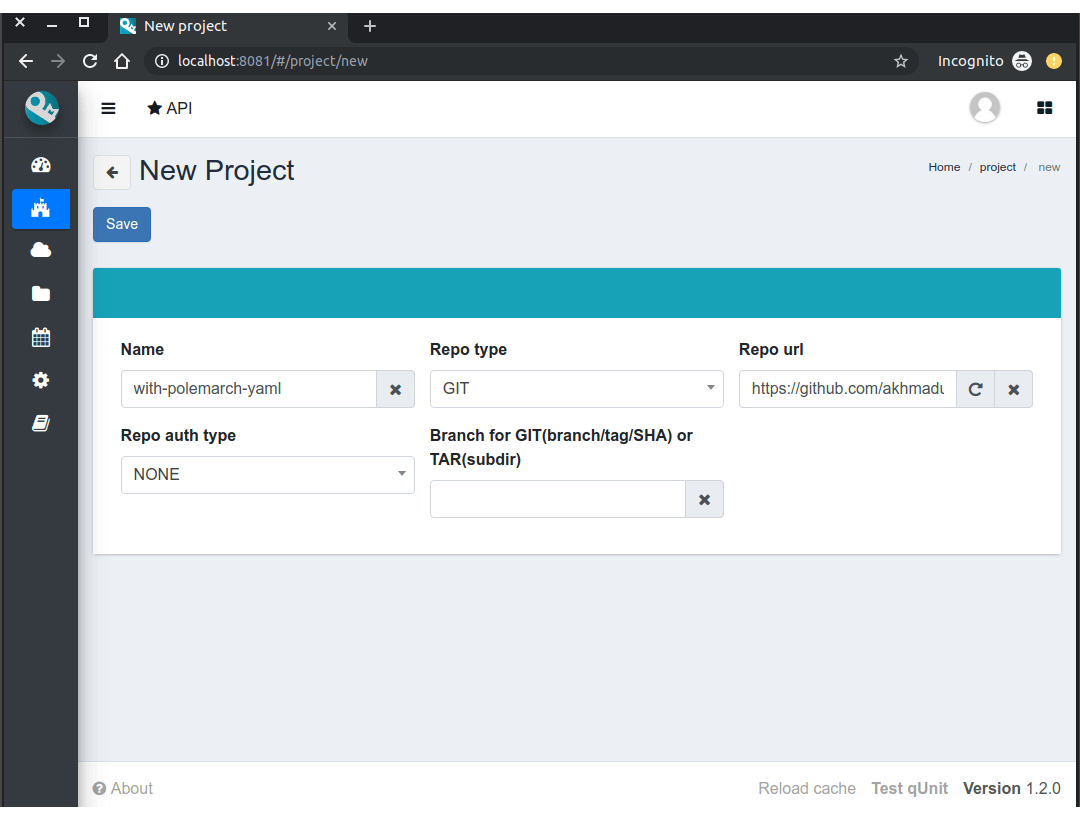 New project
localhost:8081/#/project/new
Incognito
API
New Project
Home / project / new
Save
Name
Repo type
Repo url
with-polemarch-yaml
GIT
https://github.com/akhmadu
Repo auth type
Branch for GIT(branch/tag/SHA) or
TAR(subdir)
NONE
About
Reload cache Test qUnit Version 1.2.0